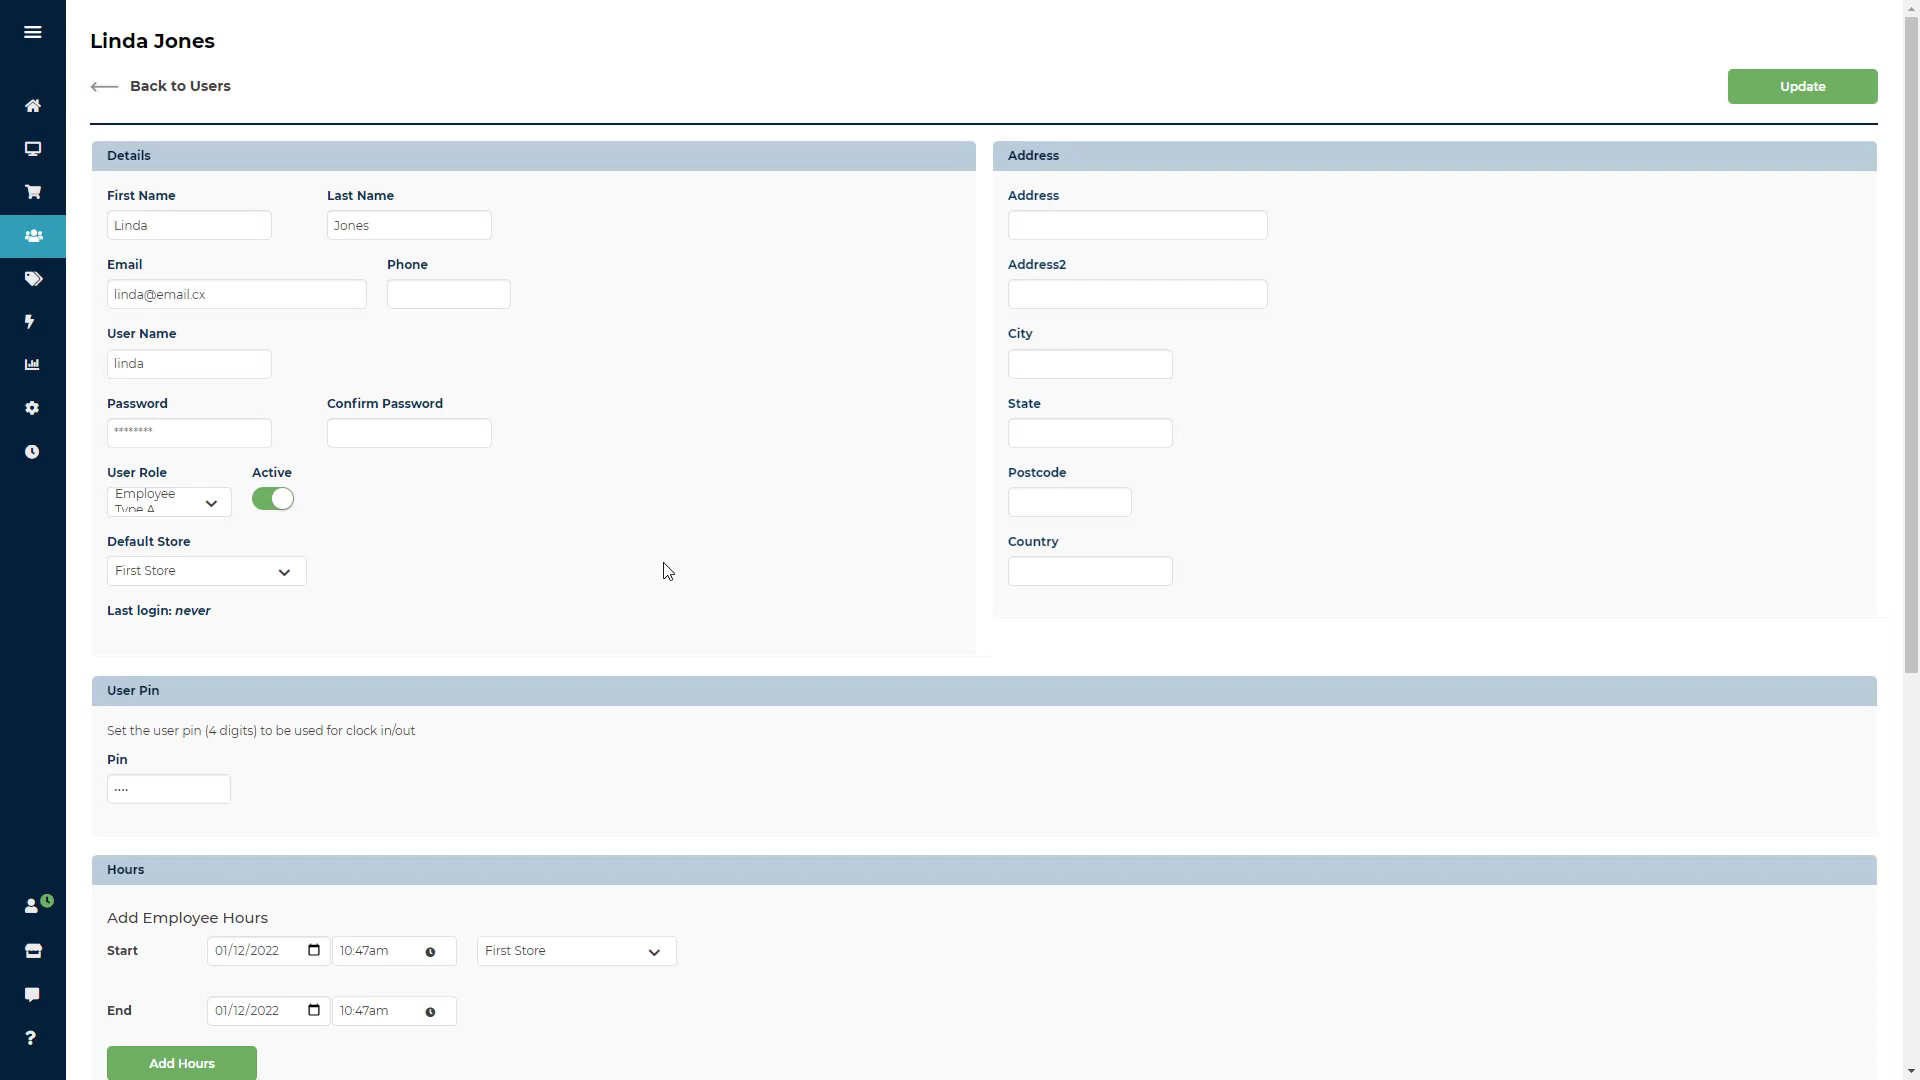 Linda Jones
Back to Users
Update
Details
Address
First Name
Last Name
Address
Linda
Jones
Email
Phone
Address2
linda@email.cx
User Name
City
linda
Password
Confirm Password
State
********
User Role
Active
Postcode
Employee
Type A
Default Store
Country
First Store
Last login: never
User Pin
Set the user pin (4 digits) to be used for clock in/out
Pin
····
Hours
Add Employee Hours
Start
01/12/2022
10:47am
First Store
End
01/12/2022
10:47am
Add Hours